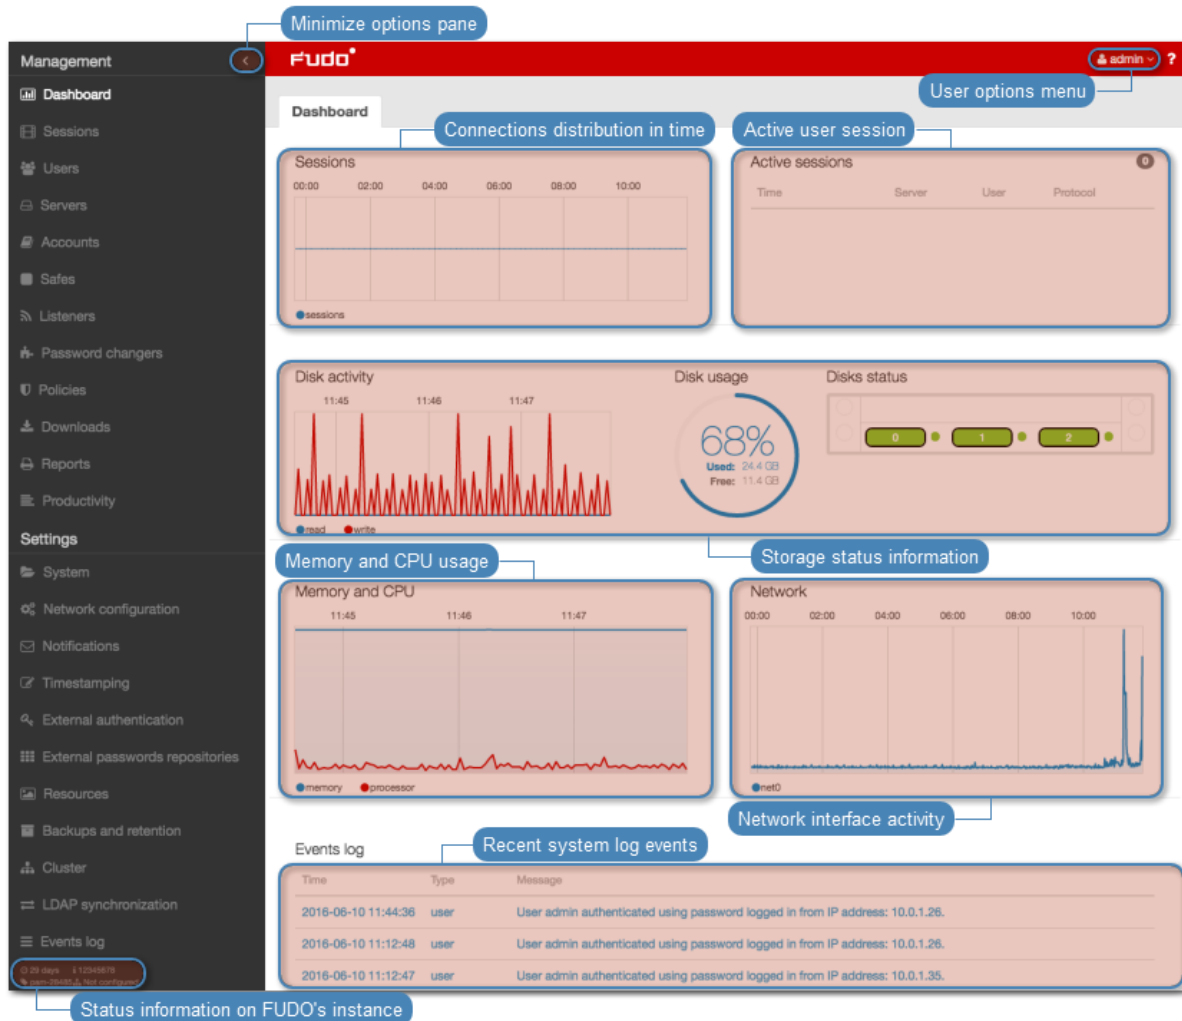 Minimize options pane
Management
Fudo
admin
?
Dashboard
User options menu
Dashboard
Connections distribution in time
Active user session
Sessions
Users
Servers
Accounts
Safes
Listeners
Password changers
Policies
Downloads
Reports
Productivity
Settings
System
Network configuration
Notifications
Timestamping
External authentication
External passwords repositories
Resources
Backups and retention
Cluster
LDAP synchronization
Events log
29 days 12345678
Not configured
Status information on FUDO's instance
Sessions
00:00 02:00 04:00 06:00 08:00 10:00
sessions
Active sessions 0
Time Server User Protocol
Disk activity
11:45 11:46 11:47
read write
Disk usage
68%
Used: 24.4 GB
Free: 11.4 GB
Disks status
0 1 2
Storage status information
Memory and CPU usage
Memory and CPU
11:45 11:46 11:47
memory processor
Network
00:00 02:00 04:00 06:00 08:00 10:00
net0
Network interface activity
Events log
Recent system log events
Time Type Message
2016-06-10 11:44:36 user User admin authenticated using password logged in from IP address: 10.0.1.26.
2016-06-10 11:12:48 user User admin authenticated using password logged in from IP address: 10.0.1.26.
2016-06-10 11:12:47 user User admin authenticated using password logged in from IP address: 10.0.1.35.